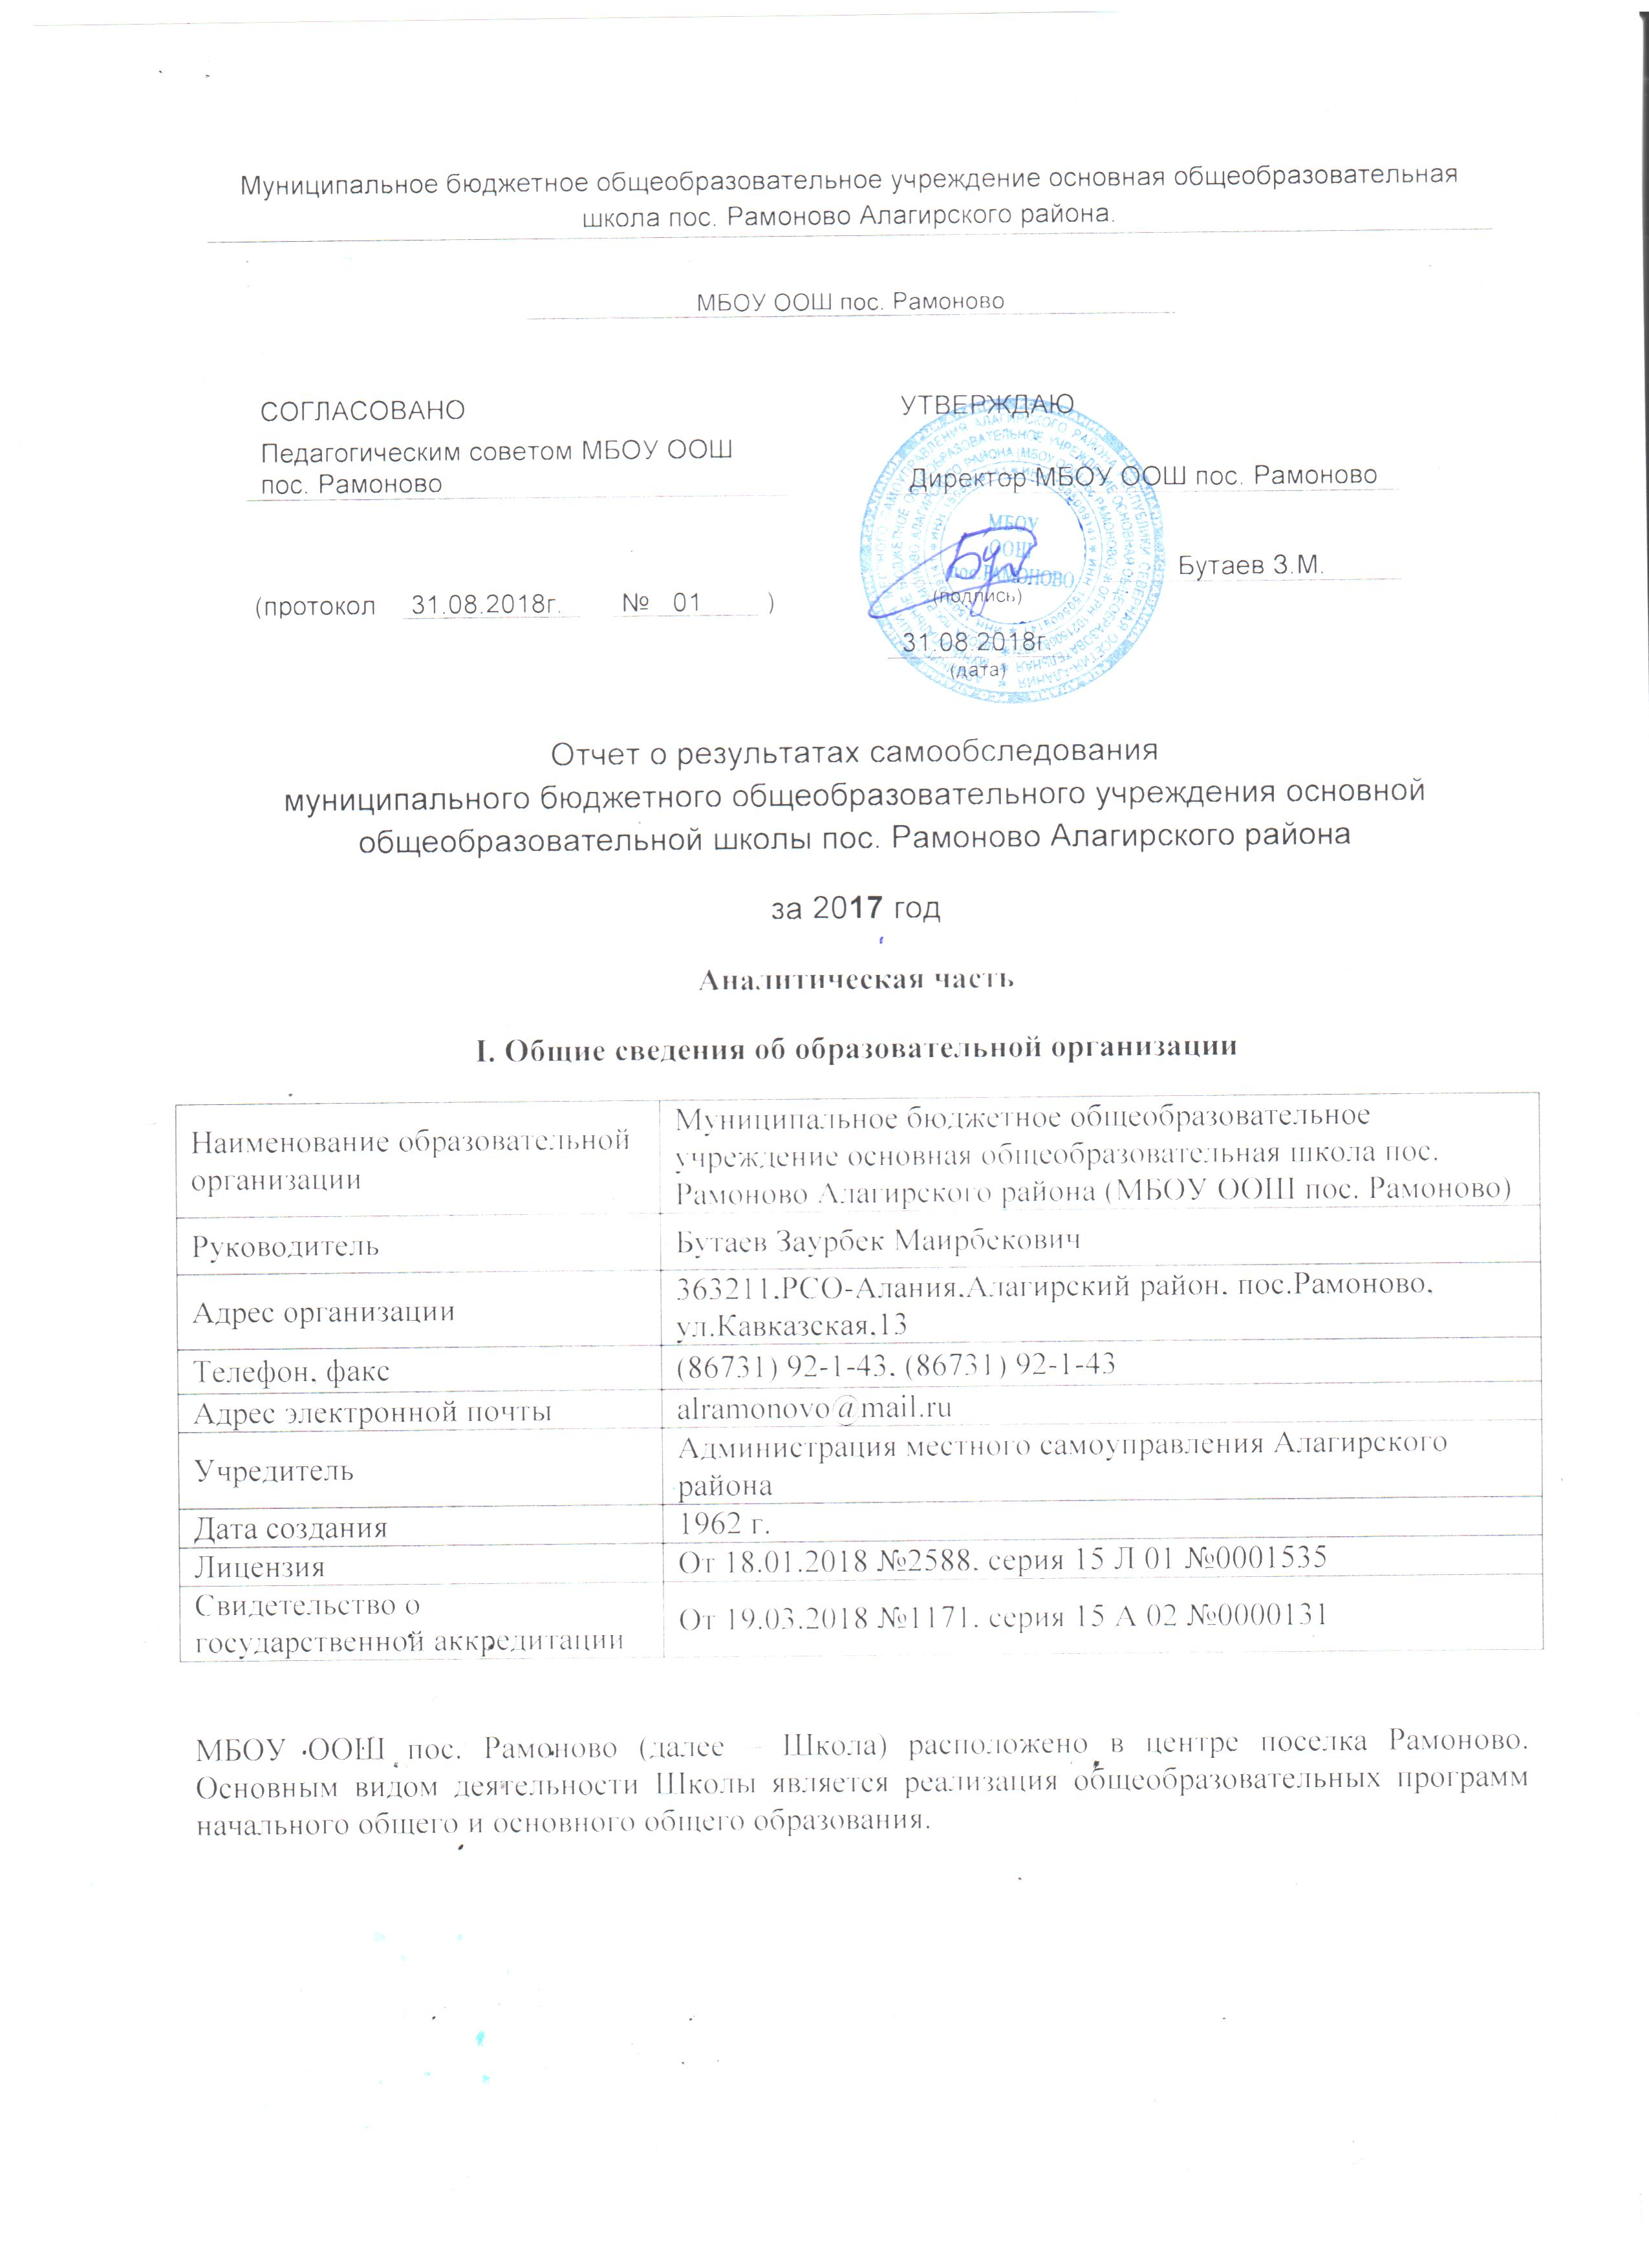 Муниципальное бюджетное общеобразовательное учреждение основная общеобразовательная
школа пос. Рамоново Алагирского района.
МБОУ ООШ пос. Рамоново
СОГЛАСОВАНО
Педагогическим советом МБОУ ООШ
пос. Рамоново
(протокол 31.08.2018г. № 01 )
УТВЕРЖДАЮ
Директор МБОУ ООШ пос. Рамоново
МБОУ
ООШ
пос. РАМОНОВО
Бутаев З.М.
(подпись)
31.08.2018г
(дата)
Отчет о результатах самообследования
муниципального бюджетного общеобразовательного учреждения основной
общеобразовательной школы пос. Рамоново Алагирского района
за 2017 год
Аналитическая часть
I. Общие сведения об образовательной организации
Наименование образовательной
организации
Муниципальное бюджетное общеобразовательное
учреждение основная общеобразовательная школа пос.
Рамоново Алагирского района (МБОУ ООШ пос. Рамоново)
Руководитель
Бутаев Заурбек Маирбекович
Адрес организации
363211,РСО-Алания,Алагирский район, пос.Рамоново,
ул.Кавказская,13
Телефон, факс
(86731) 92-1-43, (86731) 92-1-43
Адрес электронной почты
alramonovo@mail.ru
Учредитель
Администрация местного самоуправления Алагирского
района
Дата создания
1962 г.
Лицензия
От 18.01.2018 №2588, серия 15 Л 01 №0001535
Свидетельство о
государственной аккредитации
От 19.03.2018 №1171, серия 15 А 02 №0000131
МБОУ ООШ пос. Рамоново (далее – Школа) расположено в центре поселка Рамоново.
Основным видом деятельности Школы является реализация общеобразовательных программ
начального общего и основного общего образования.